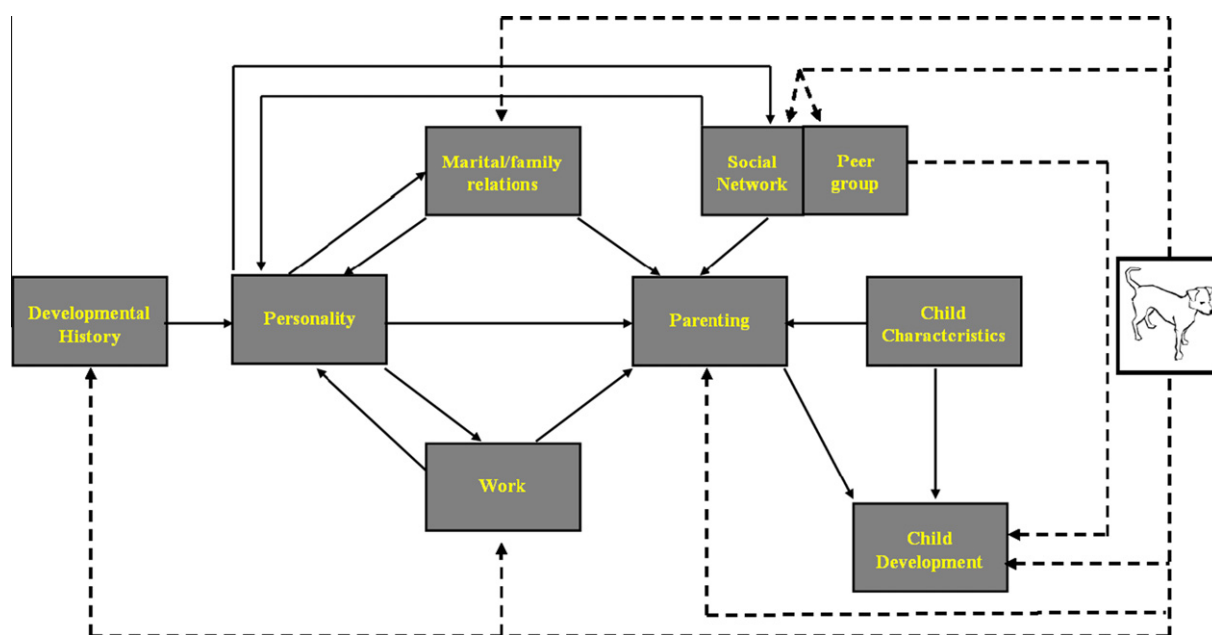 Marital/family
relations
Social
Network
Peer
group
Developmental
History
Personality
Parenting
Child
Characteristics
Work
Child
Development